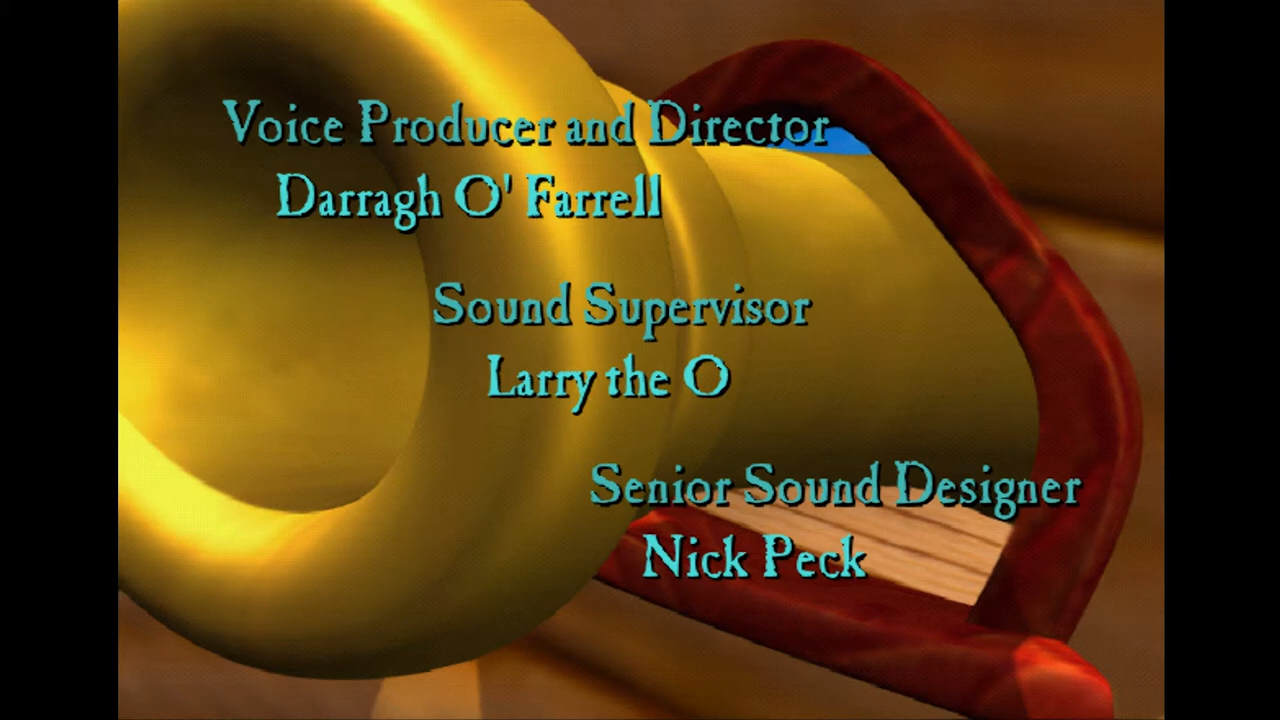 Voice Producer and Director
Darragh O' Farrell
Sound Supervisor
Larry the O
Senior Sound Designer
Nick Peck